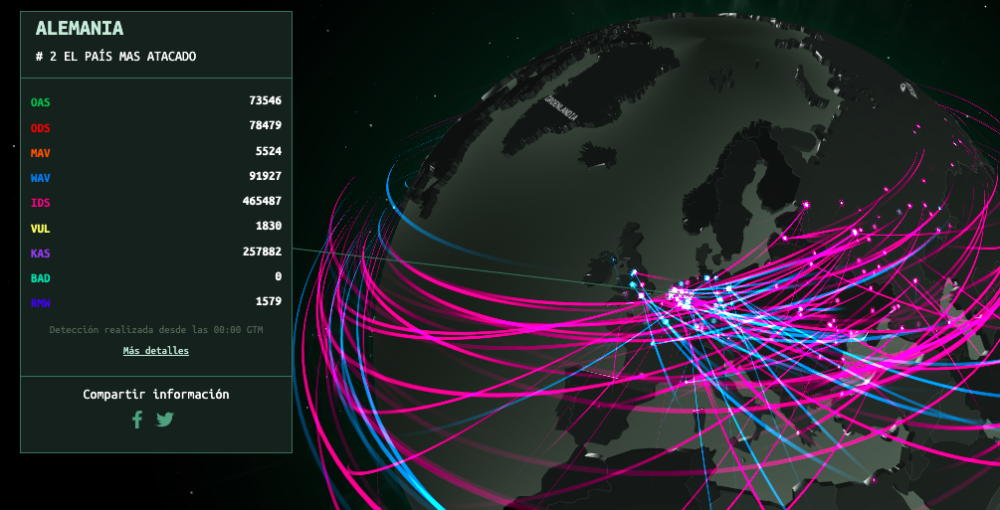 ALEMANIA
# 2 EL PAÍS MAS ATACADO
OAS 73546
ODS 78479
MAV 5524
WAV 91927
IDS 465487
VUL 1830
KAS 257882
BAD 0
RMW 1579
Detección realizada desde las 00:00 GTM
Más detalles
Compartir información
GROENLANDIA